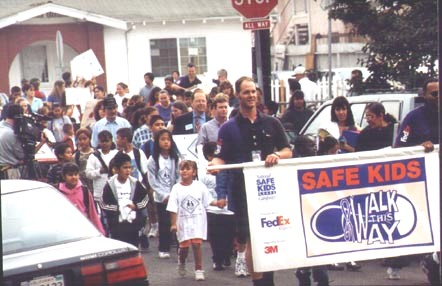 STOP
ALL WAY
SAFE KIDS
SAFE KIDS
WALK
THIS
WAY
FedEx
3M